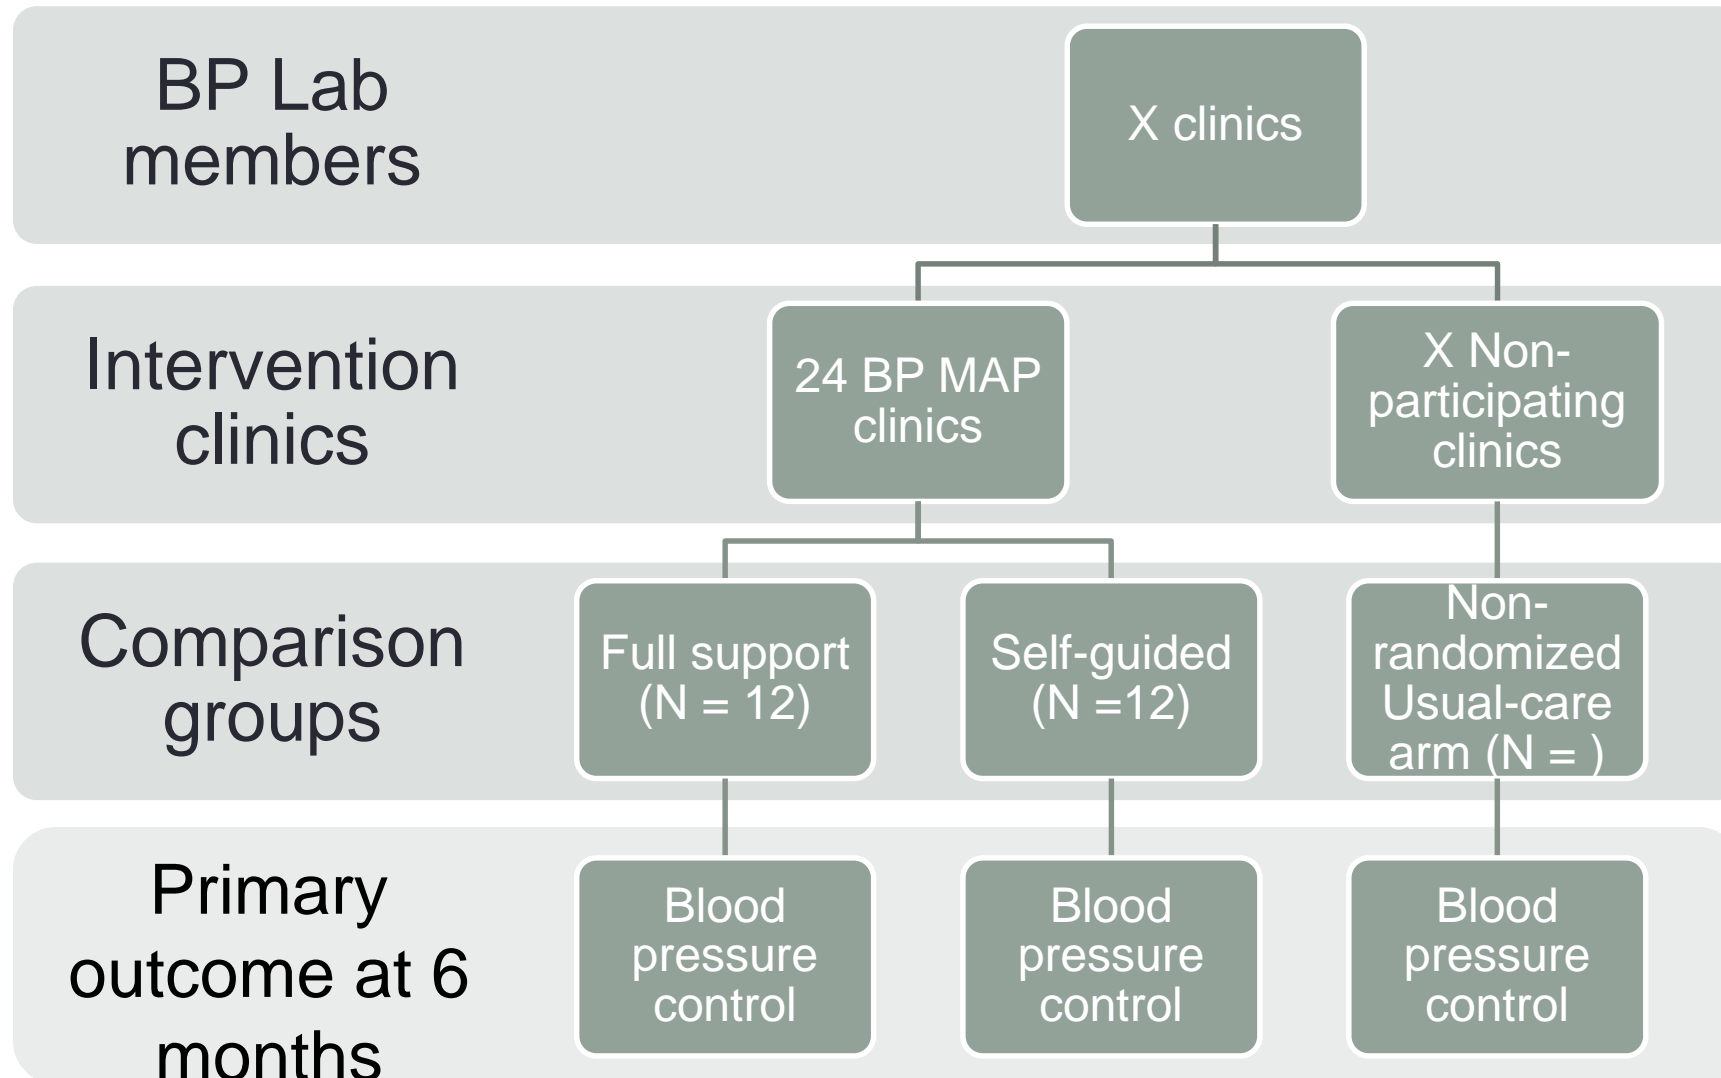 BP Lab
members
X clinics
Intervention
clinics
24 BP MAP
clinics
X Non-
participating
clinics
Comparison
groups
Full support
(N = 12)
Self-guided
(N =12)
Non-
randomized
Usual-care
arm (N = )
Primary
outcome at 6
months
Blood
pressure
control
Blood
pressure
control
Blood
pressure
control